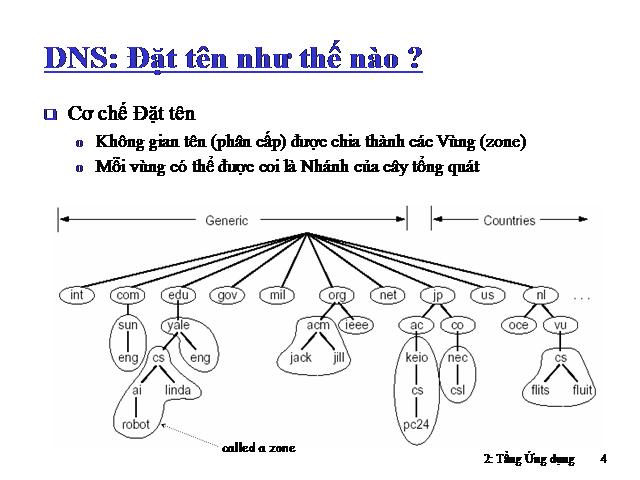 DNS: Đặt tên như thế nào ?
Cơ chế Đặt tên
Không gian tên (phân cấp) được chia thành các Vùng (zone)
Mỗi vùng có thể được coi là Nhánh của cây tổng quát
Generic Countries
int com edu gov mil org net jp us nl . . .
sun yale acm ieee ac co oce vu
eng cs eng jack jill keio nec cs
ai linda cs csl flits fluit
robot pc24
called a zone
2: Tầng Ứng dụng 4